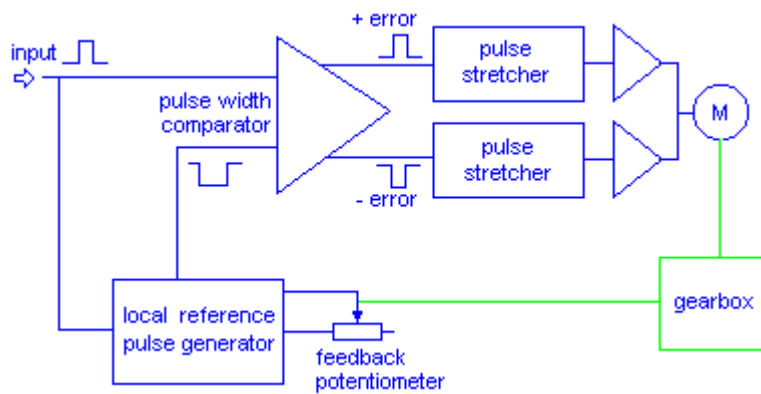 + error
input
pulse
stretcher
pulse width
comparator
M
pulse
stretcher
- error
local reference
pulse generator
gearbox
feedback
potentiometer